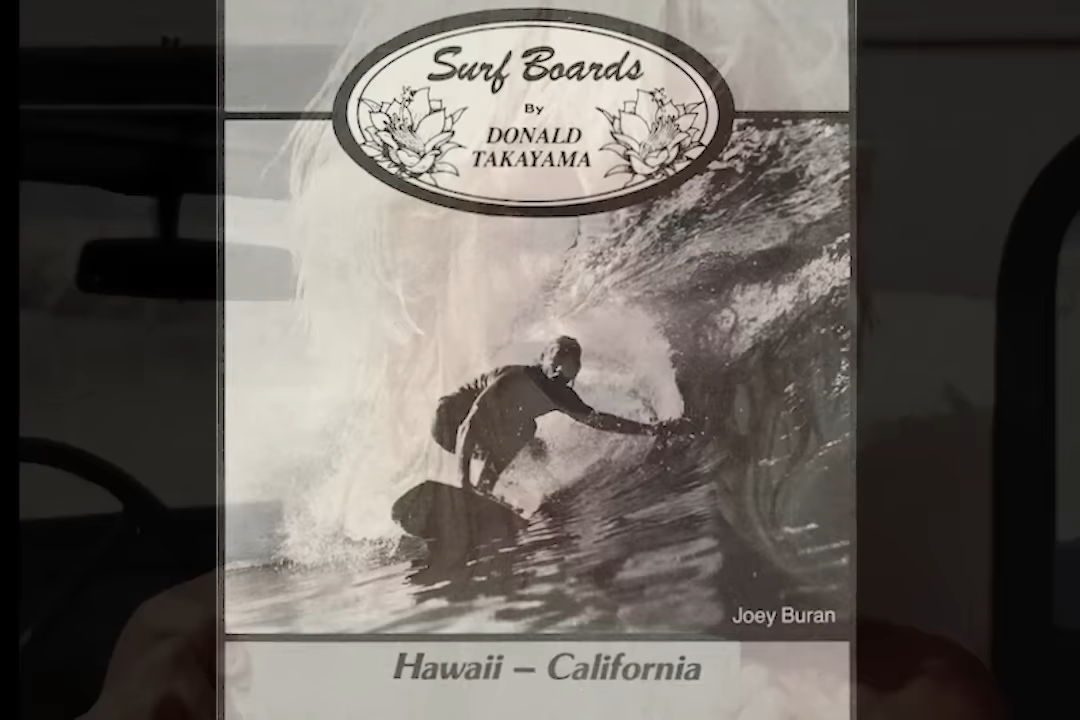 Surf Boards
By
DONALD
TAKAYAMA
Joey Buran
Hawaii – California